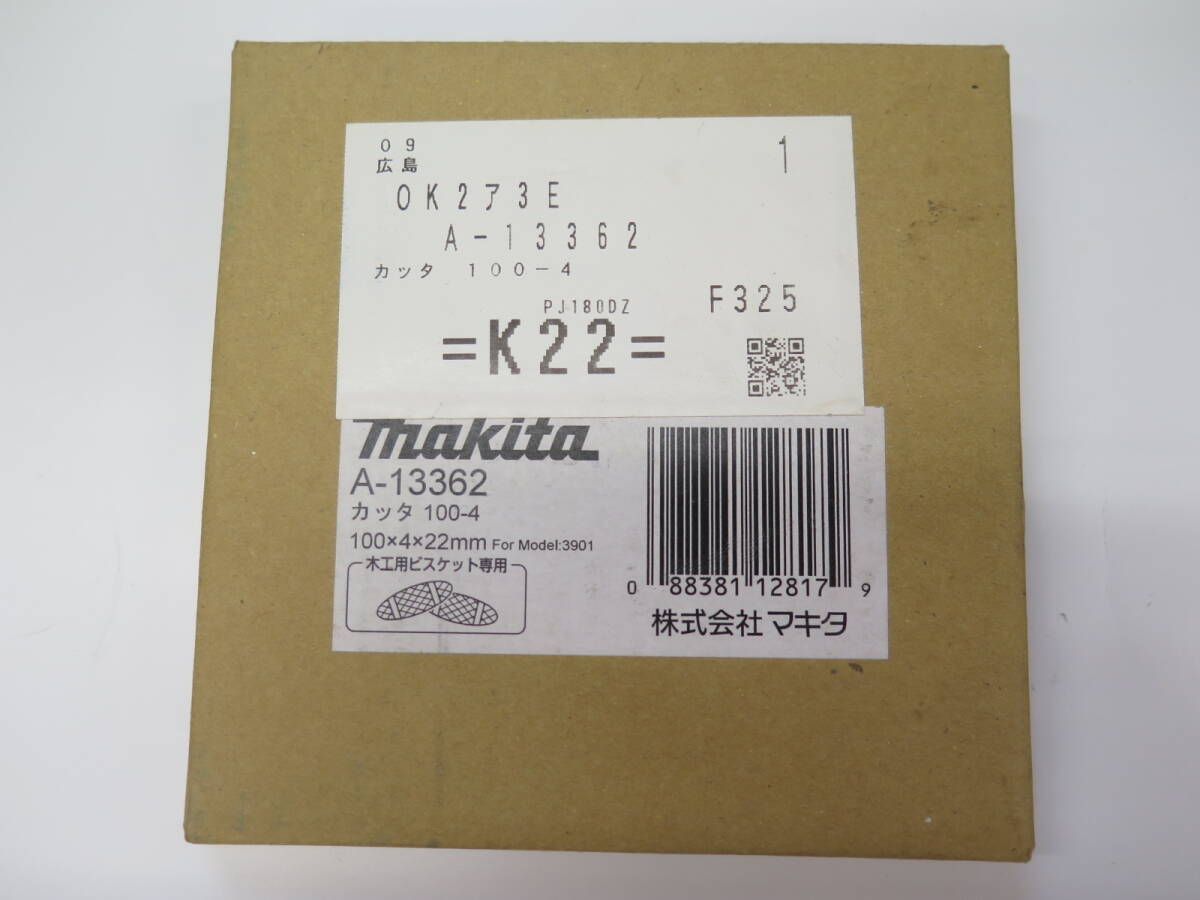 09
広島
1
OK2ア3E
A-13362
カッタ 100-4
PJ180DZ
F325
=K22=
makita
A-13362
カッタ 100-4
100×4×22mm For Model:3901
木工用ビスケット専用
0 88381 12817 9
株式会社マキタ